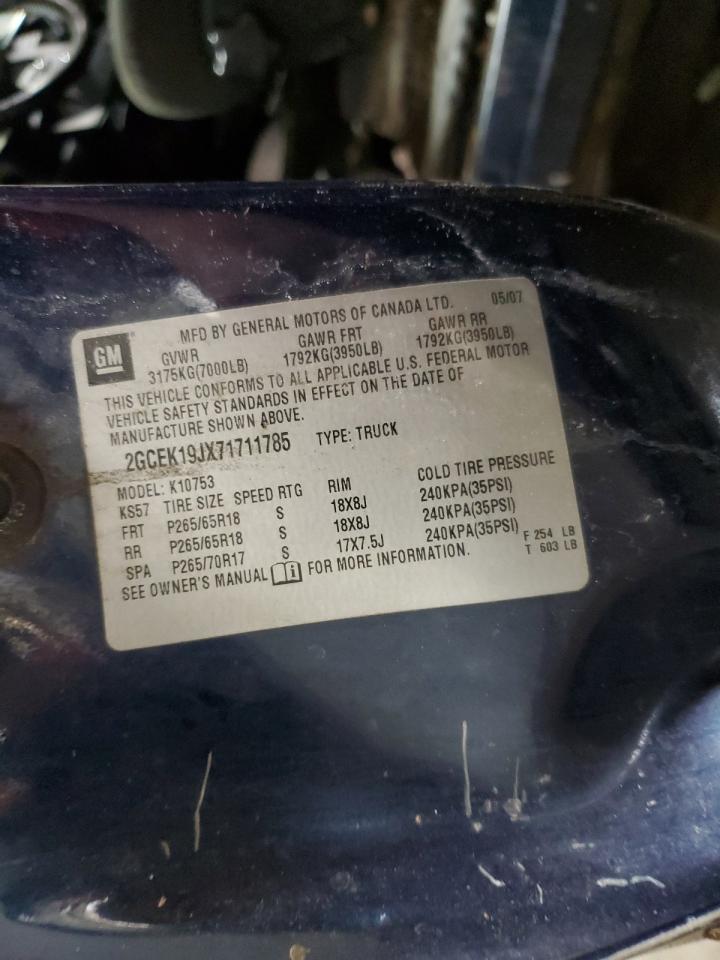 GM
MFD BY GENERAL MOTORS OF CANADA LTD. 05/07
GVWR GAWR FRT GAWR RR
3175KG(7000LB) 1792KG(3950LB) 1792KG(3950LB)
THIS VEHICLE CONFORMS TO ALL APPLICABLE U.S. FEDERAL MOTOR
VEHICLE SAFETY STANDARDS IN EFFECT ON THE DATE OF
MANUFACTURE SHOWN ABOVE.
2GCEK19JX71711785 TYPE: TRUCK
MODEL: K10753
KS57 TIRE SIZE SPEED RTG RIM COLD TIRE PRESSURE
FRT P265/65R18 S 18X8J 240KPA(35PSI)
RR P265/65R18 S 18X8J 240KPA(35PSI)
SPA P265/70R17 S 17X7.5J 240KPA(35PSI)
SEE OWNER'S MANUAL FOR MORE INFORMATION.
F 254 LB
T 603 LB